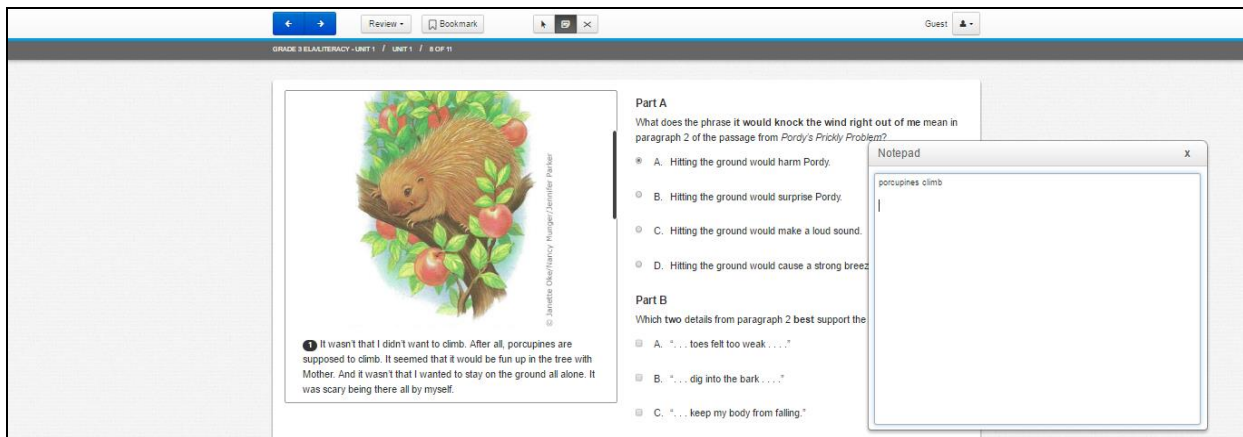 Review
Bookmark
Guest
GRADE 3 ELA/LITERACY - UNIT 1 / UNIT 1 / 8 OF 11
© Janette Oke/Nancy Munger/Jennifer Parker
1 It wasn't that I didn't want to climb. After all, porcupines are
supposed to climb. It seemed that it would be fun up in the tree with
Mother. And it wasn't that I wanted to stay on the ground all alone. It
was scary being there all by myself.
Part A
What does the phrase it would knock the wind right out of me mean in
paragraph 2 of the passage from Pordy's Prickly Problem?
A. Hitting the ground would harm Pordy.
B. Hitting the ground would surprise Pordy.
C. Hitting the ground would make a loud sound.
D. Hitting the ground would cause a strong breez
Part B
Which two details from paragraph 2 best support the
A. ". . . toes felt too weak . . . ."
B. ". . . dig into the bark . . . ."
C. ". . . keep my body from falling."
Notepad x
porcupines climb